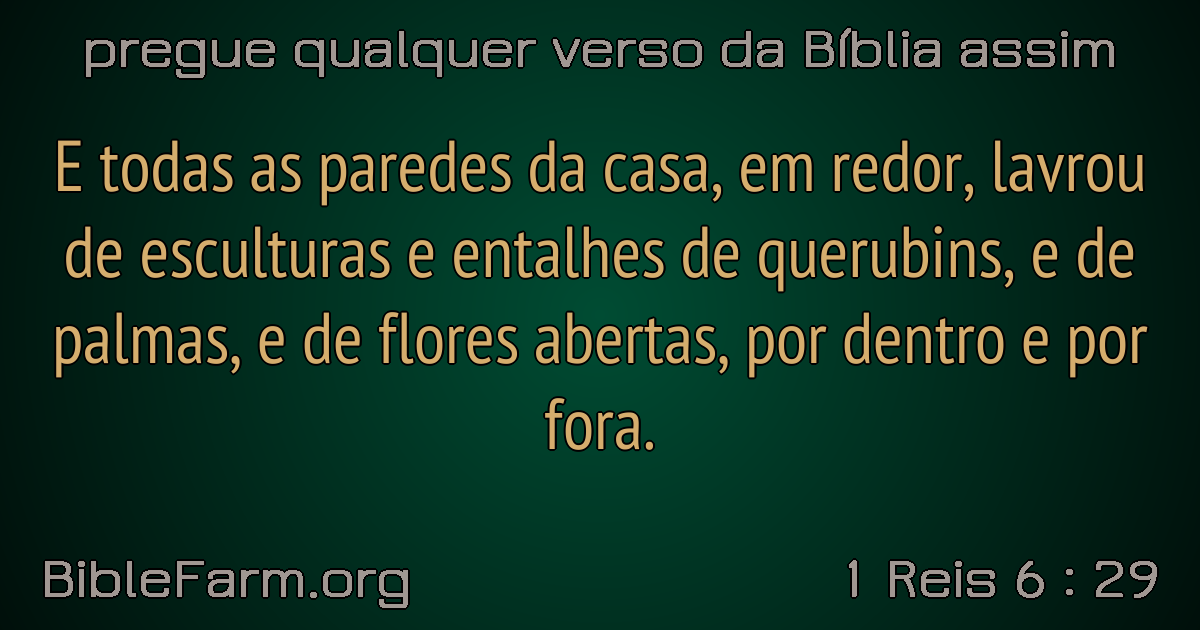 pregue qualquer verso da Bíblia assim
E todas as paredes da casa, em redor, lavrou
de esculturas e entalhes de querubins, e de
palmas, e de flores abertas, por dentro e por
fora.
BibleFarm.org
1 Reis 6 : 29